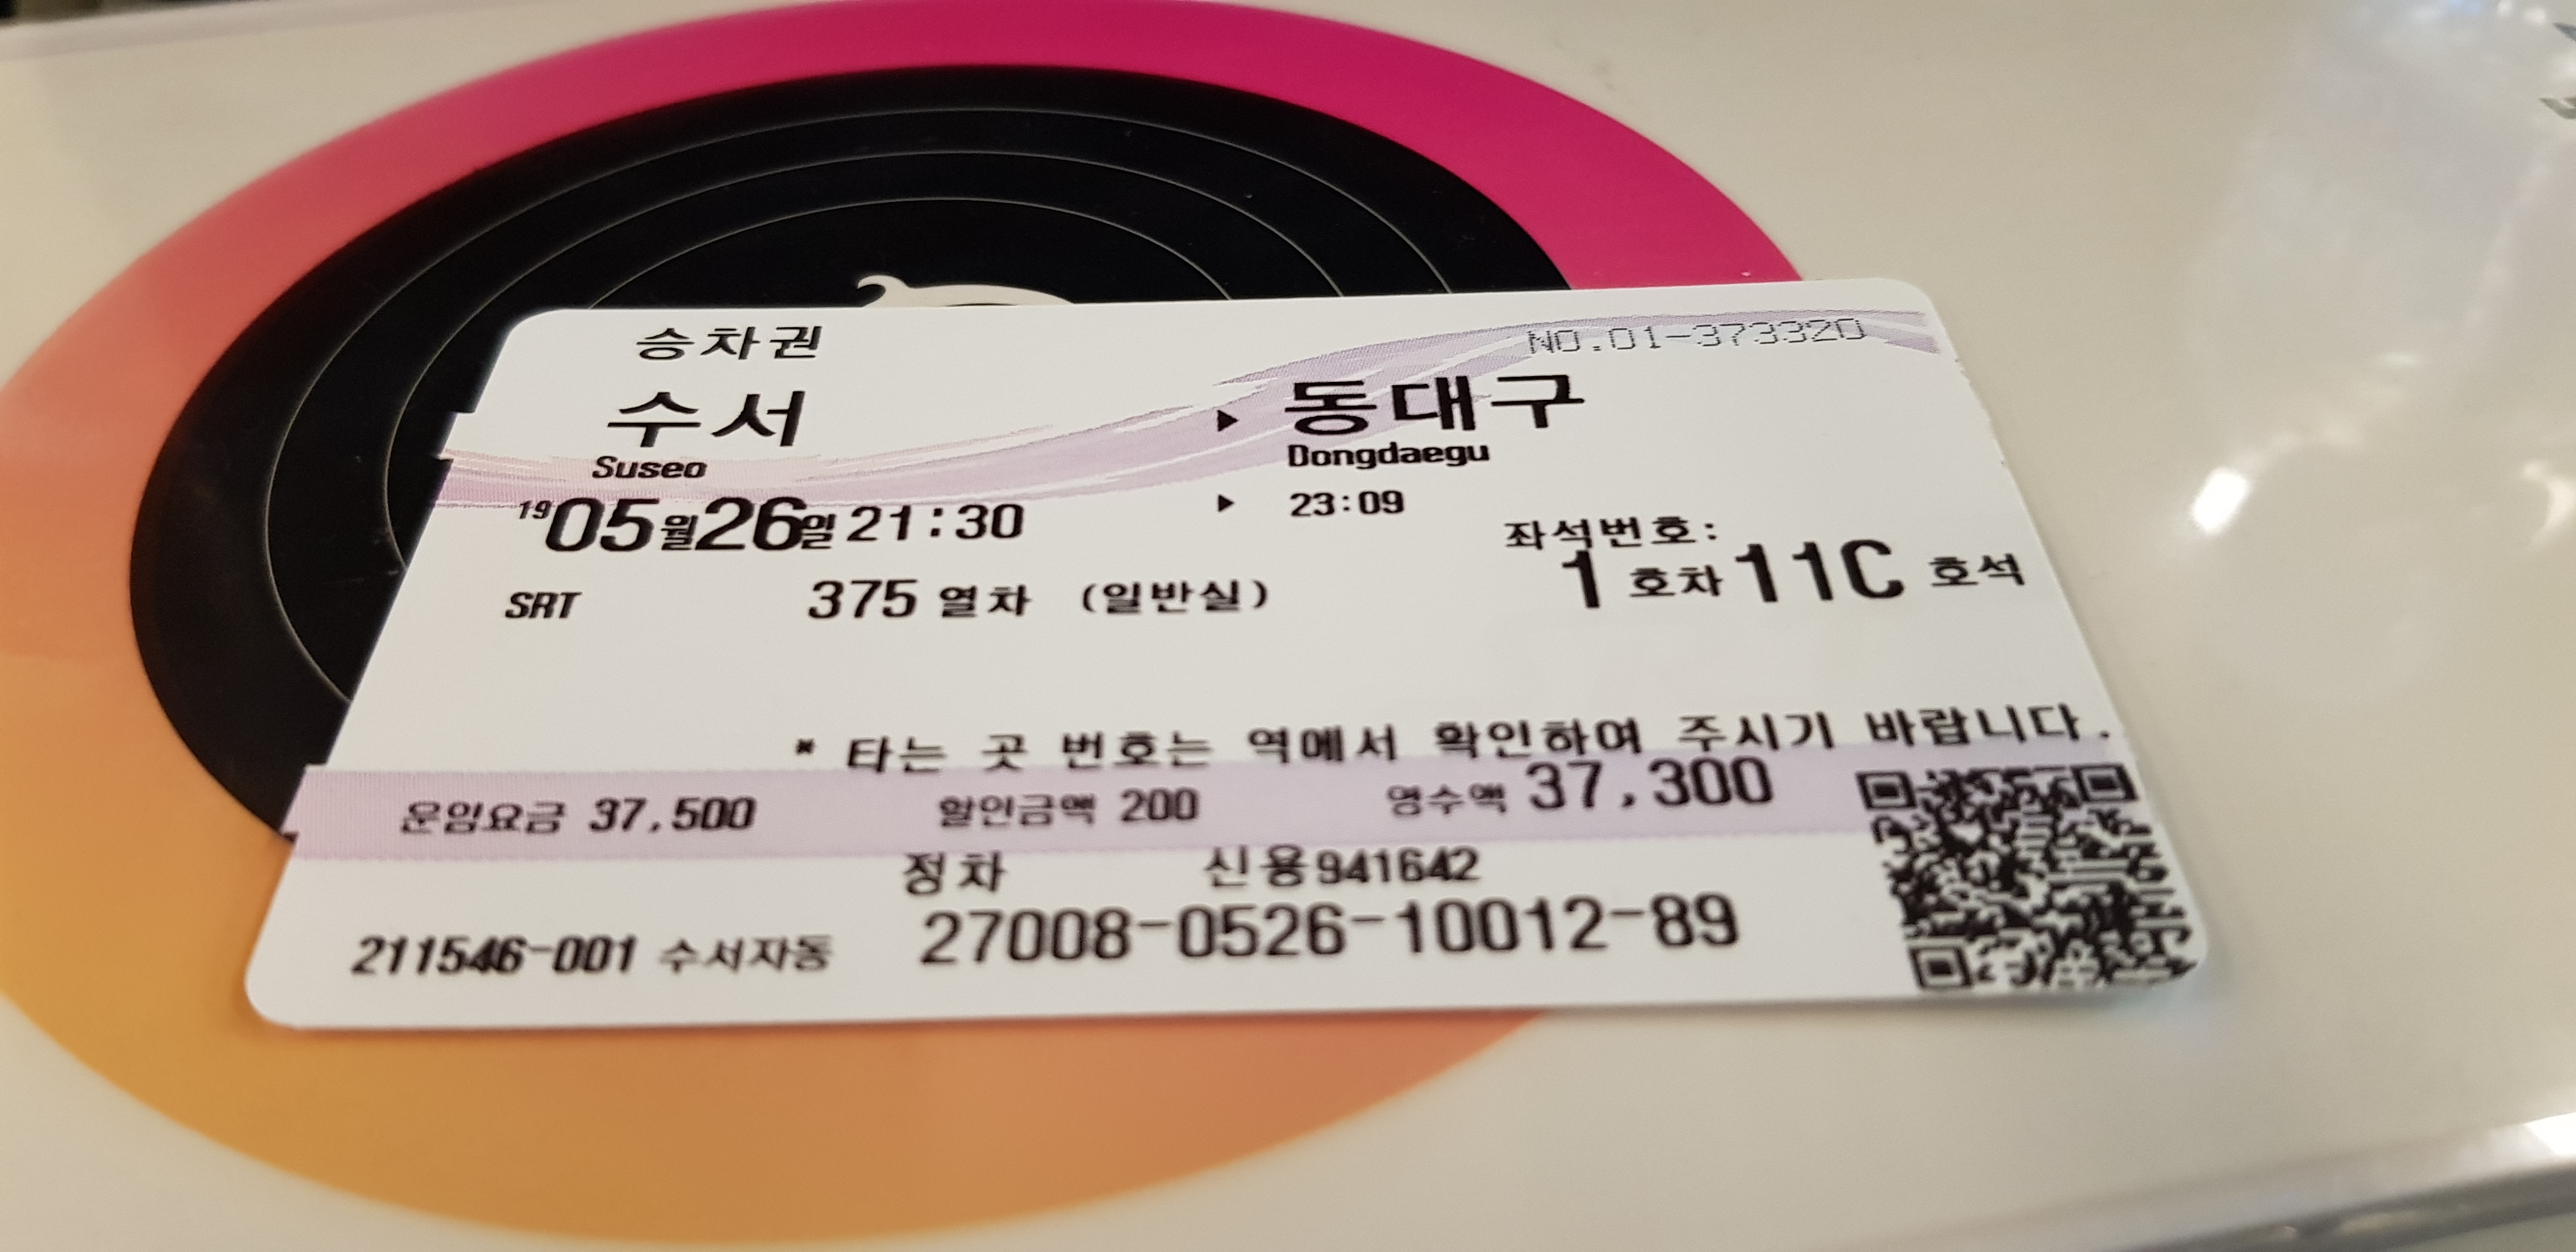 승차권
NO.01-373320
수서 ▶ 동대구
Suseo Dongdaegu
19 05월26일 21:30 ▶ 23:09
좌석번호:
SRT 375 열차 (일반실) 1 호차 11C 호석
* 타는 곳 번호는 역에서 확인하여 주시기 바랍니다.
운임요금 37,500 할인금액 200 영수액 37,300
정차 신용941642
211546-001 수서자동 27008-0526-10012-89